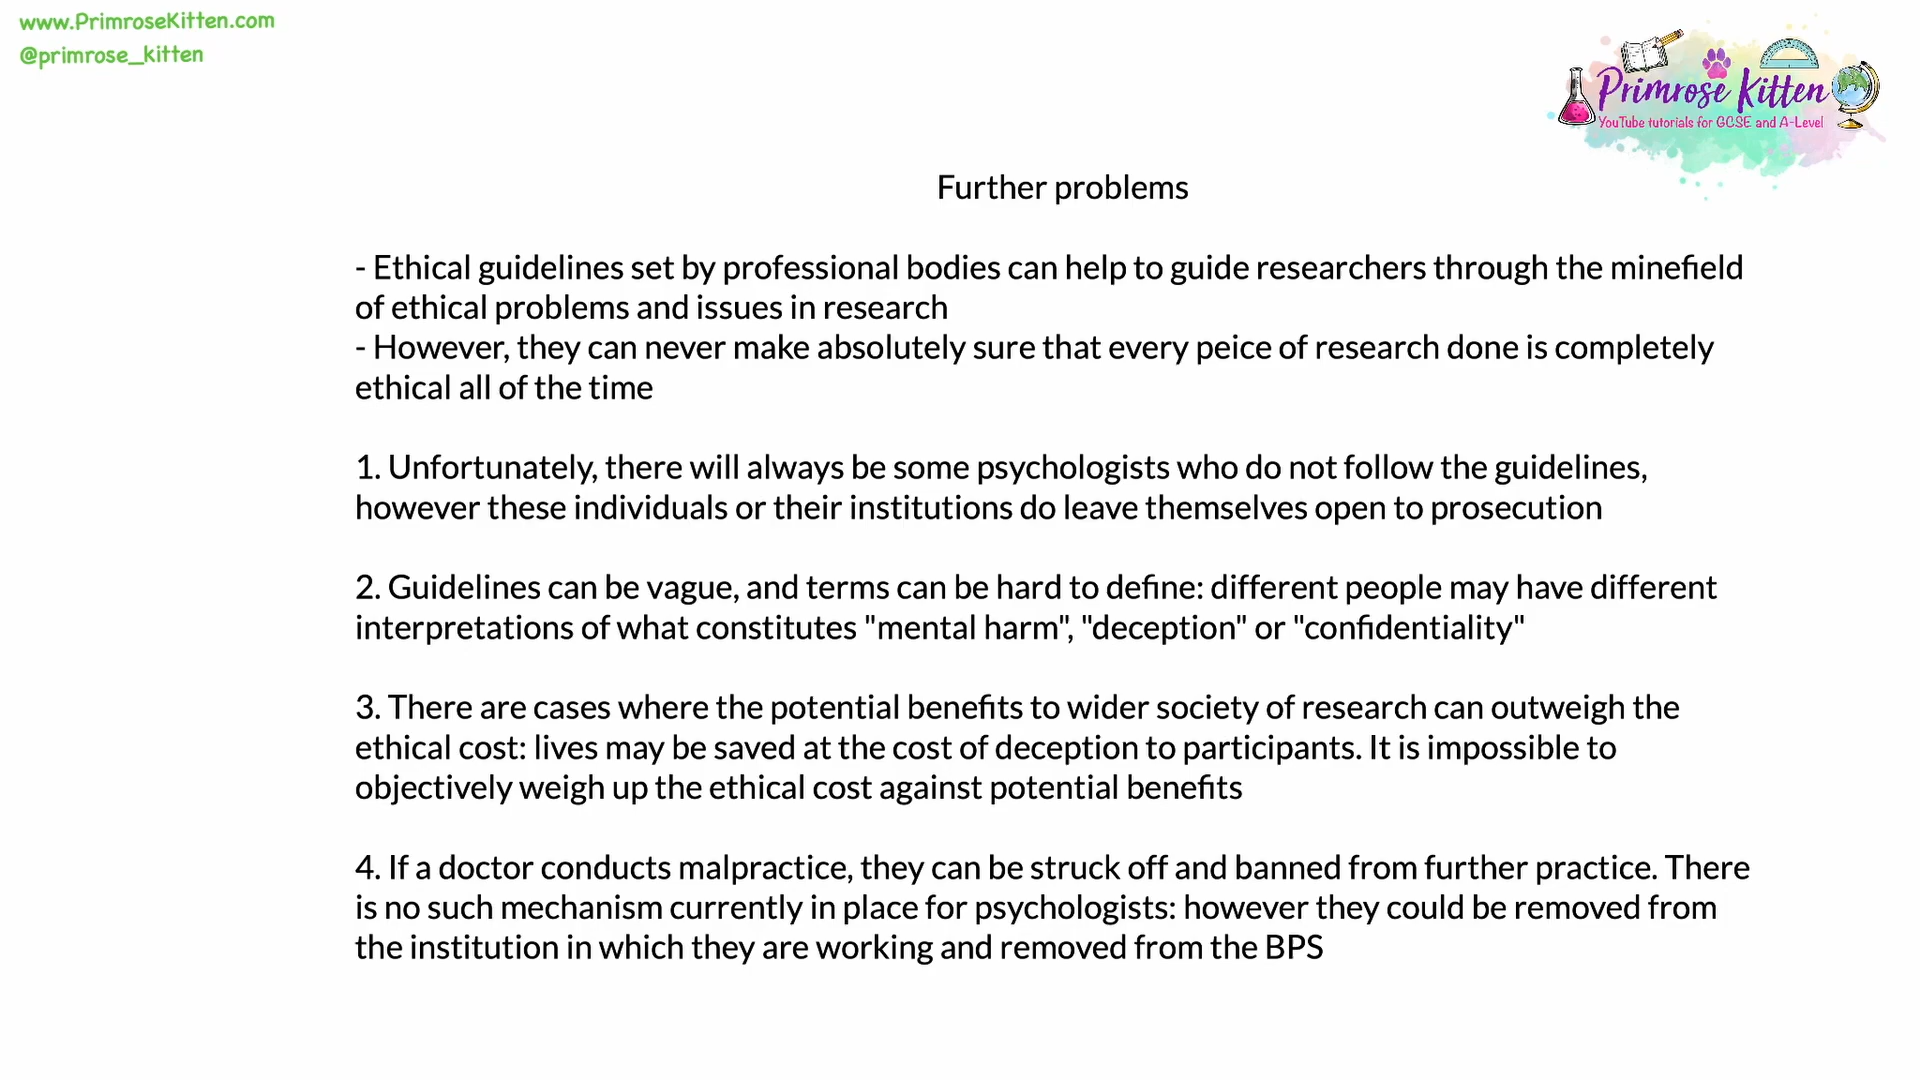 www.PrimroseKitten.com
@primrose_kitten
Primrose Kitten
YouTube tutorials for GCSE and A-Level
Further problems
- Ethical guidelines set by professional bodies can help to guide researchers through the minefield
of ethical problems and issues in research
- However, they can never make absolutely sure that every peice of research done is completely
ethical all of the time
1. Unfortunately, there will always be some psychologists who do not follow the guidelines,
however these individuals or their institutions do leave themselves open to prosecution
2. Guidelines can be vague, and terms can be hard to define: different people may have different
interpretations of what constitutes "mental harm", "deception" or "confidentiality"
3. There are cases where the potential benefits to wider society of research can outweigh the
ethical cost: lives may be saved at the cost of deception to participants. It is impossible to
objectively weigh up the ethical cost against potential benefits
4. If a doctor conducts malpractice, they can be struck off and banned from further practice. There
is no such mechanism currently in place for psychologists: however they could be removed from
the institution in which they are working and removed from the BPS